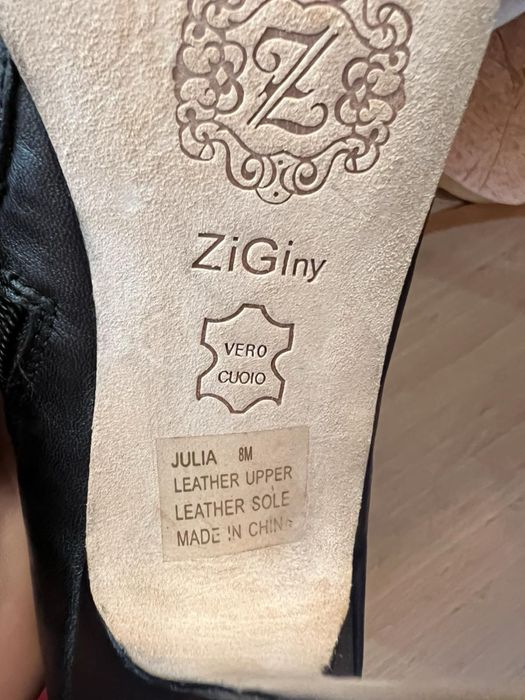 Z
ZiGiny
VERO
CUOIO
JULIA 8M
LEATHER UPPER
LEATHER SOLE
MADE IN CHINA